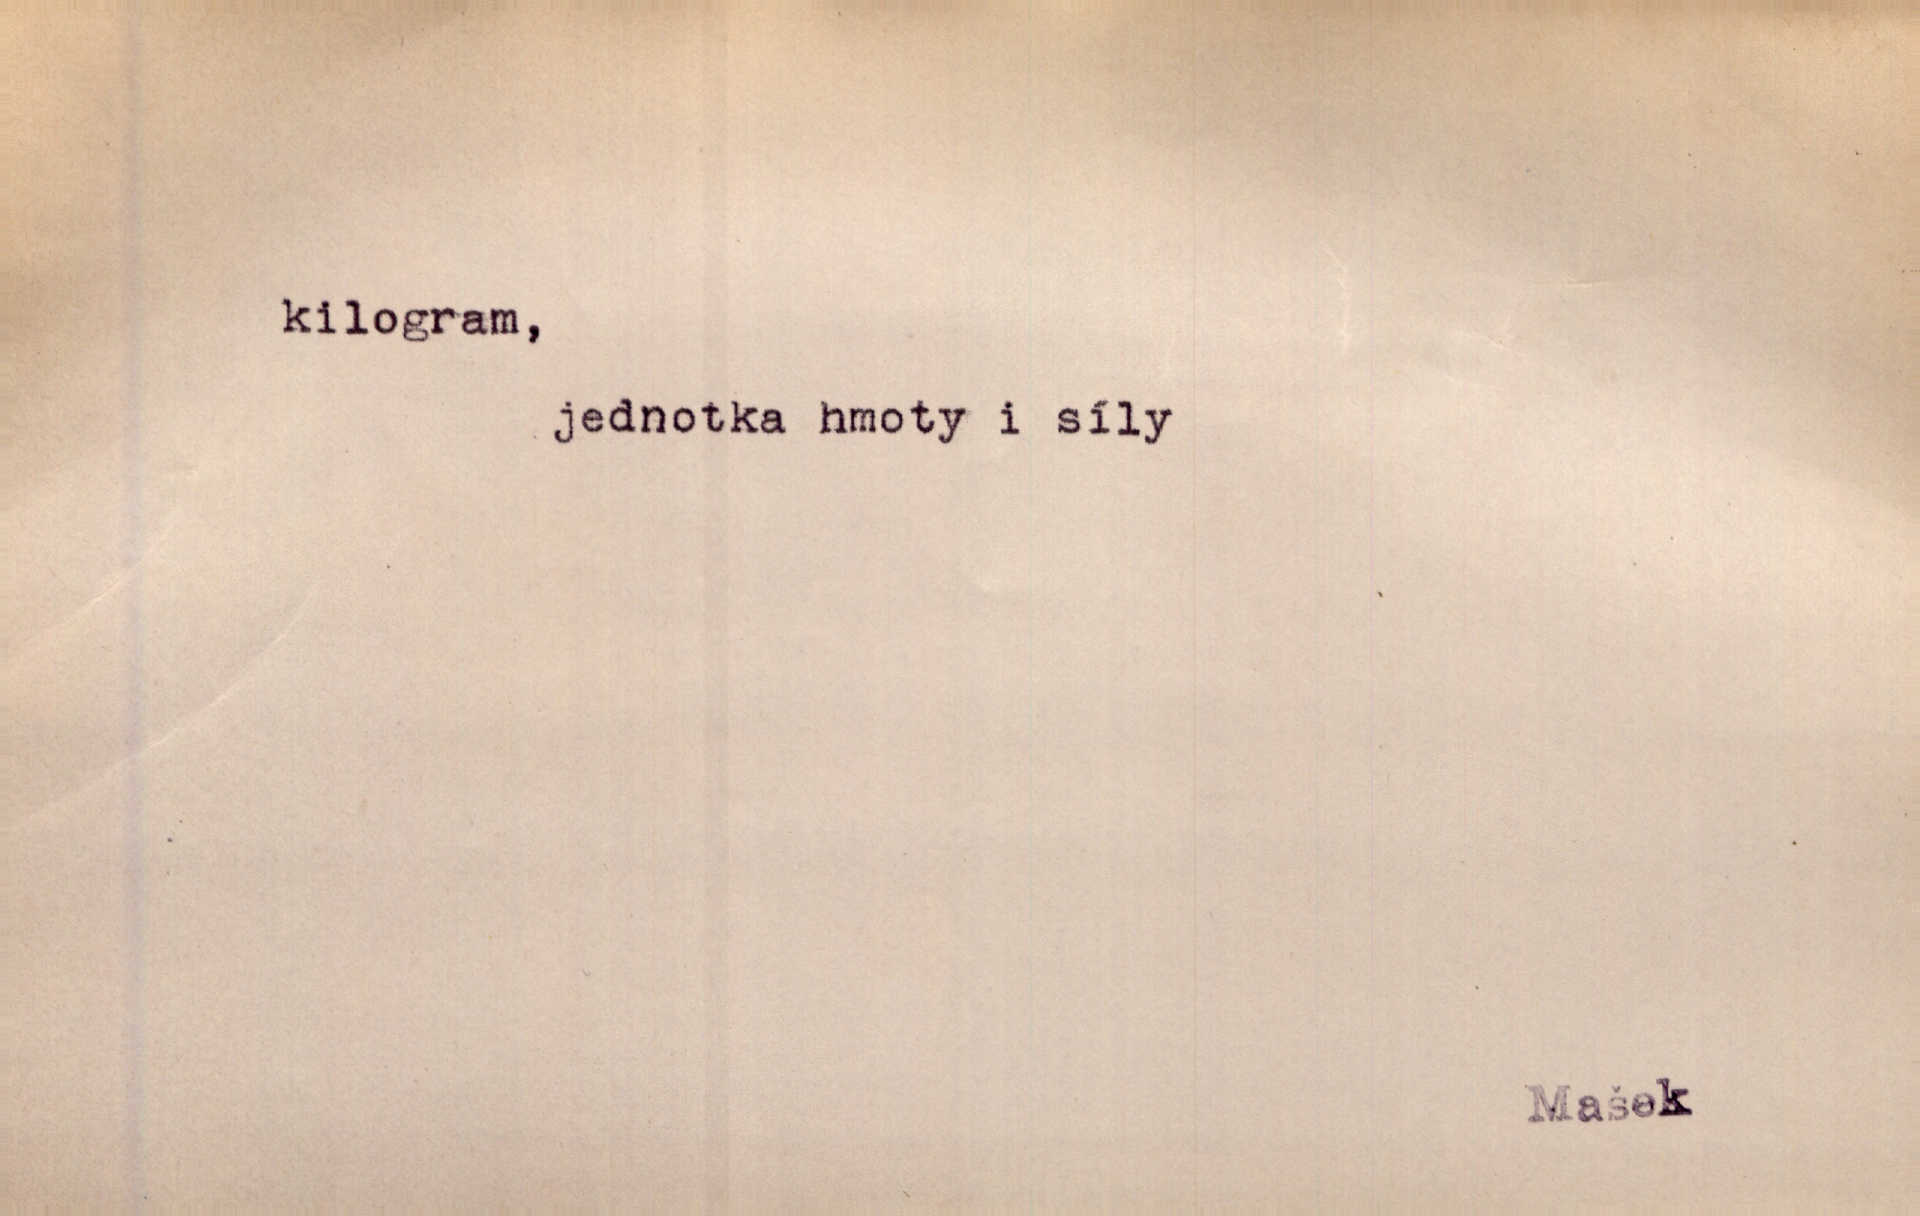 kilogram,
jednotka hmoty i síly
Mašek